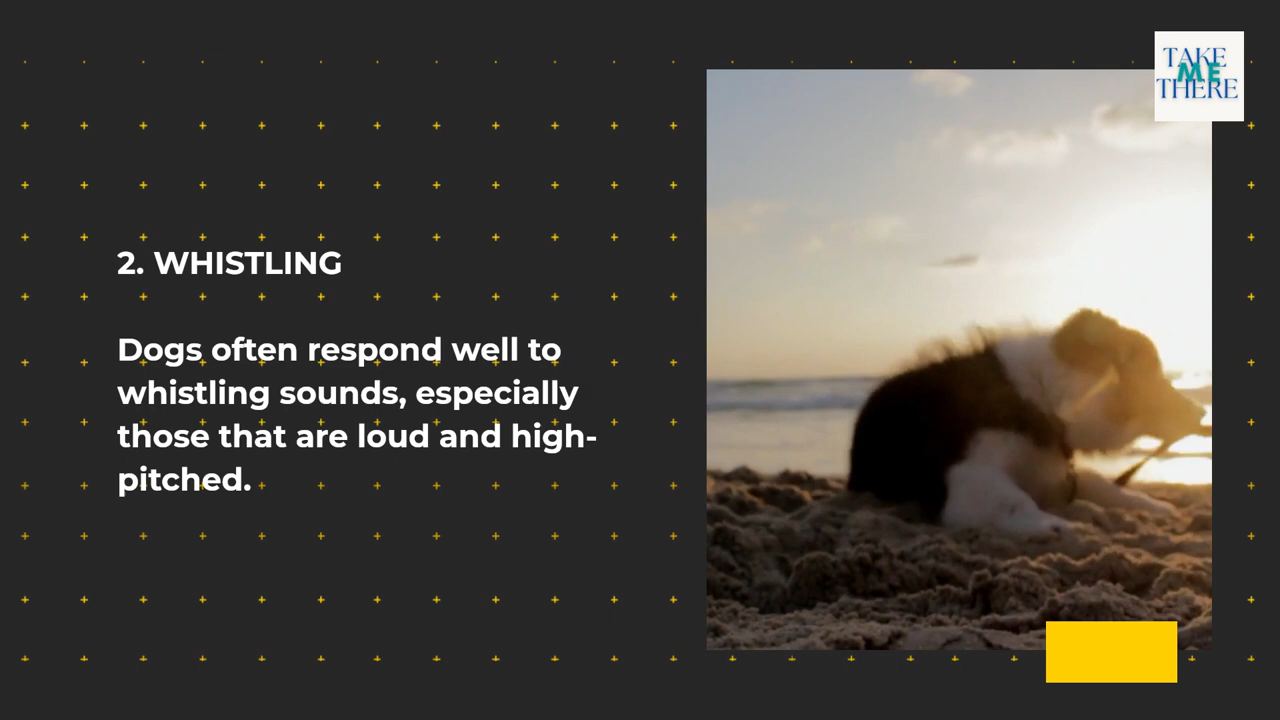 TAKE
ME
THERE
2. WHISTLING
Dogs often respond well to
whistling sounds, especially
those that are loud and high-
pitched.